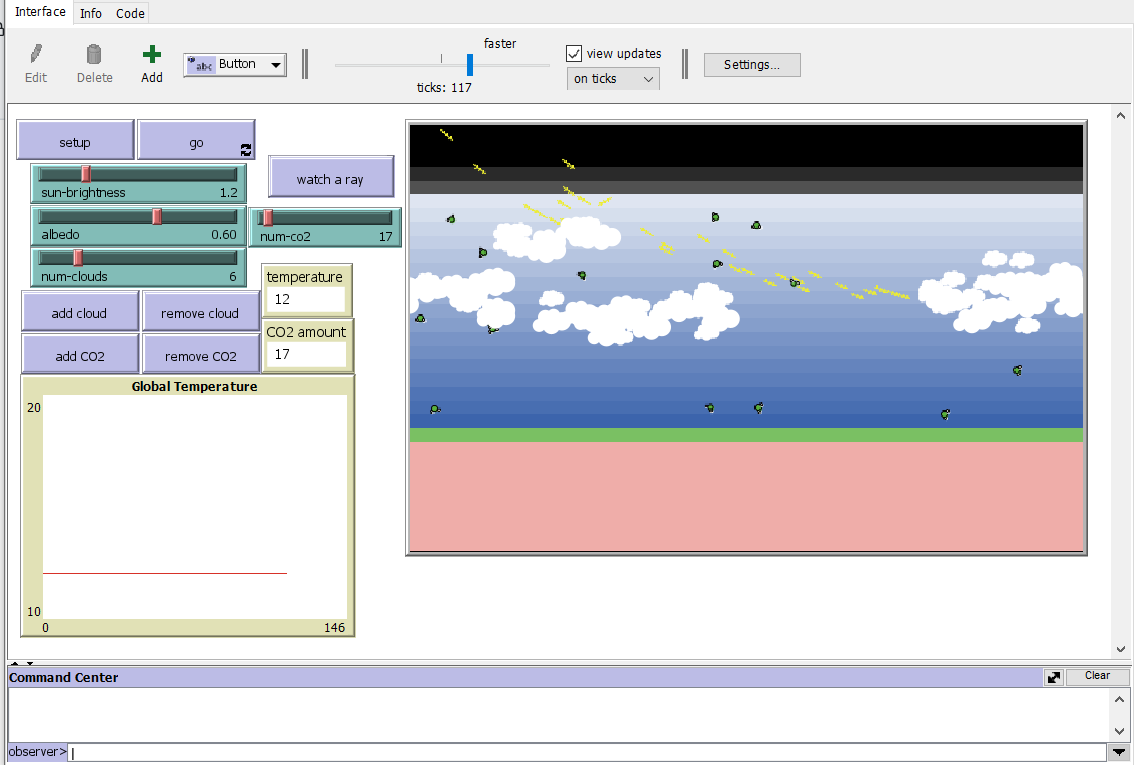 Interface Info Code
Edit Delete Add abc Button
faster
ticks: 117
view updates
on ticks
Settings...
setup go
sun-brightness 1.2
watch a ray
albedo 0.60
num-co2 17
num-clouds 6
temperature
12
add cloud remove cloud
CO2 amount
17
add CO2 remove CO2
Global Temperature
20
10
0 146
Command Center Clear
observer>